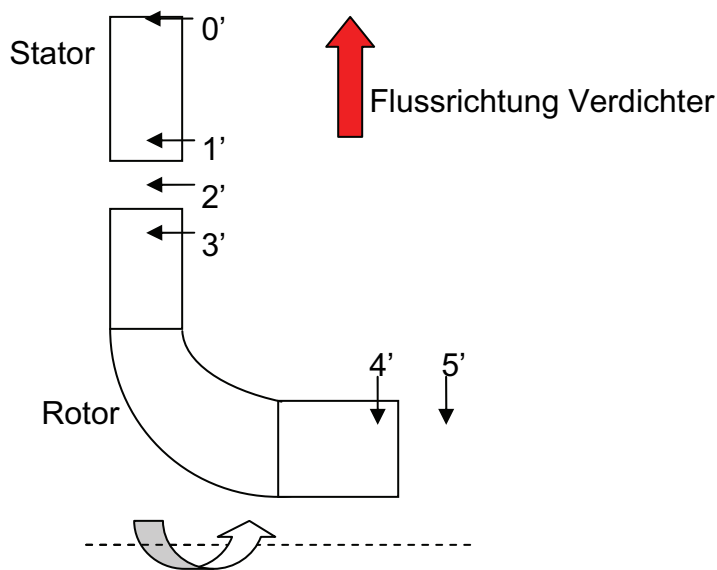 0’
Stator
Flussrichtung Verdichter
1’
2’
3’
4’ 5’
Rotor